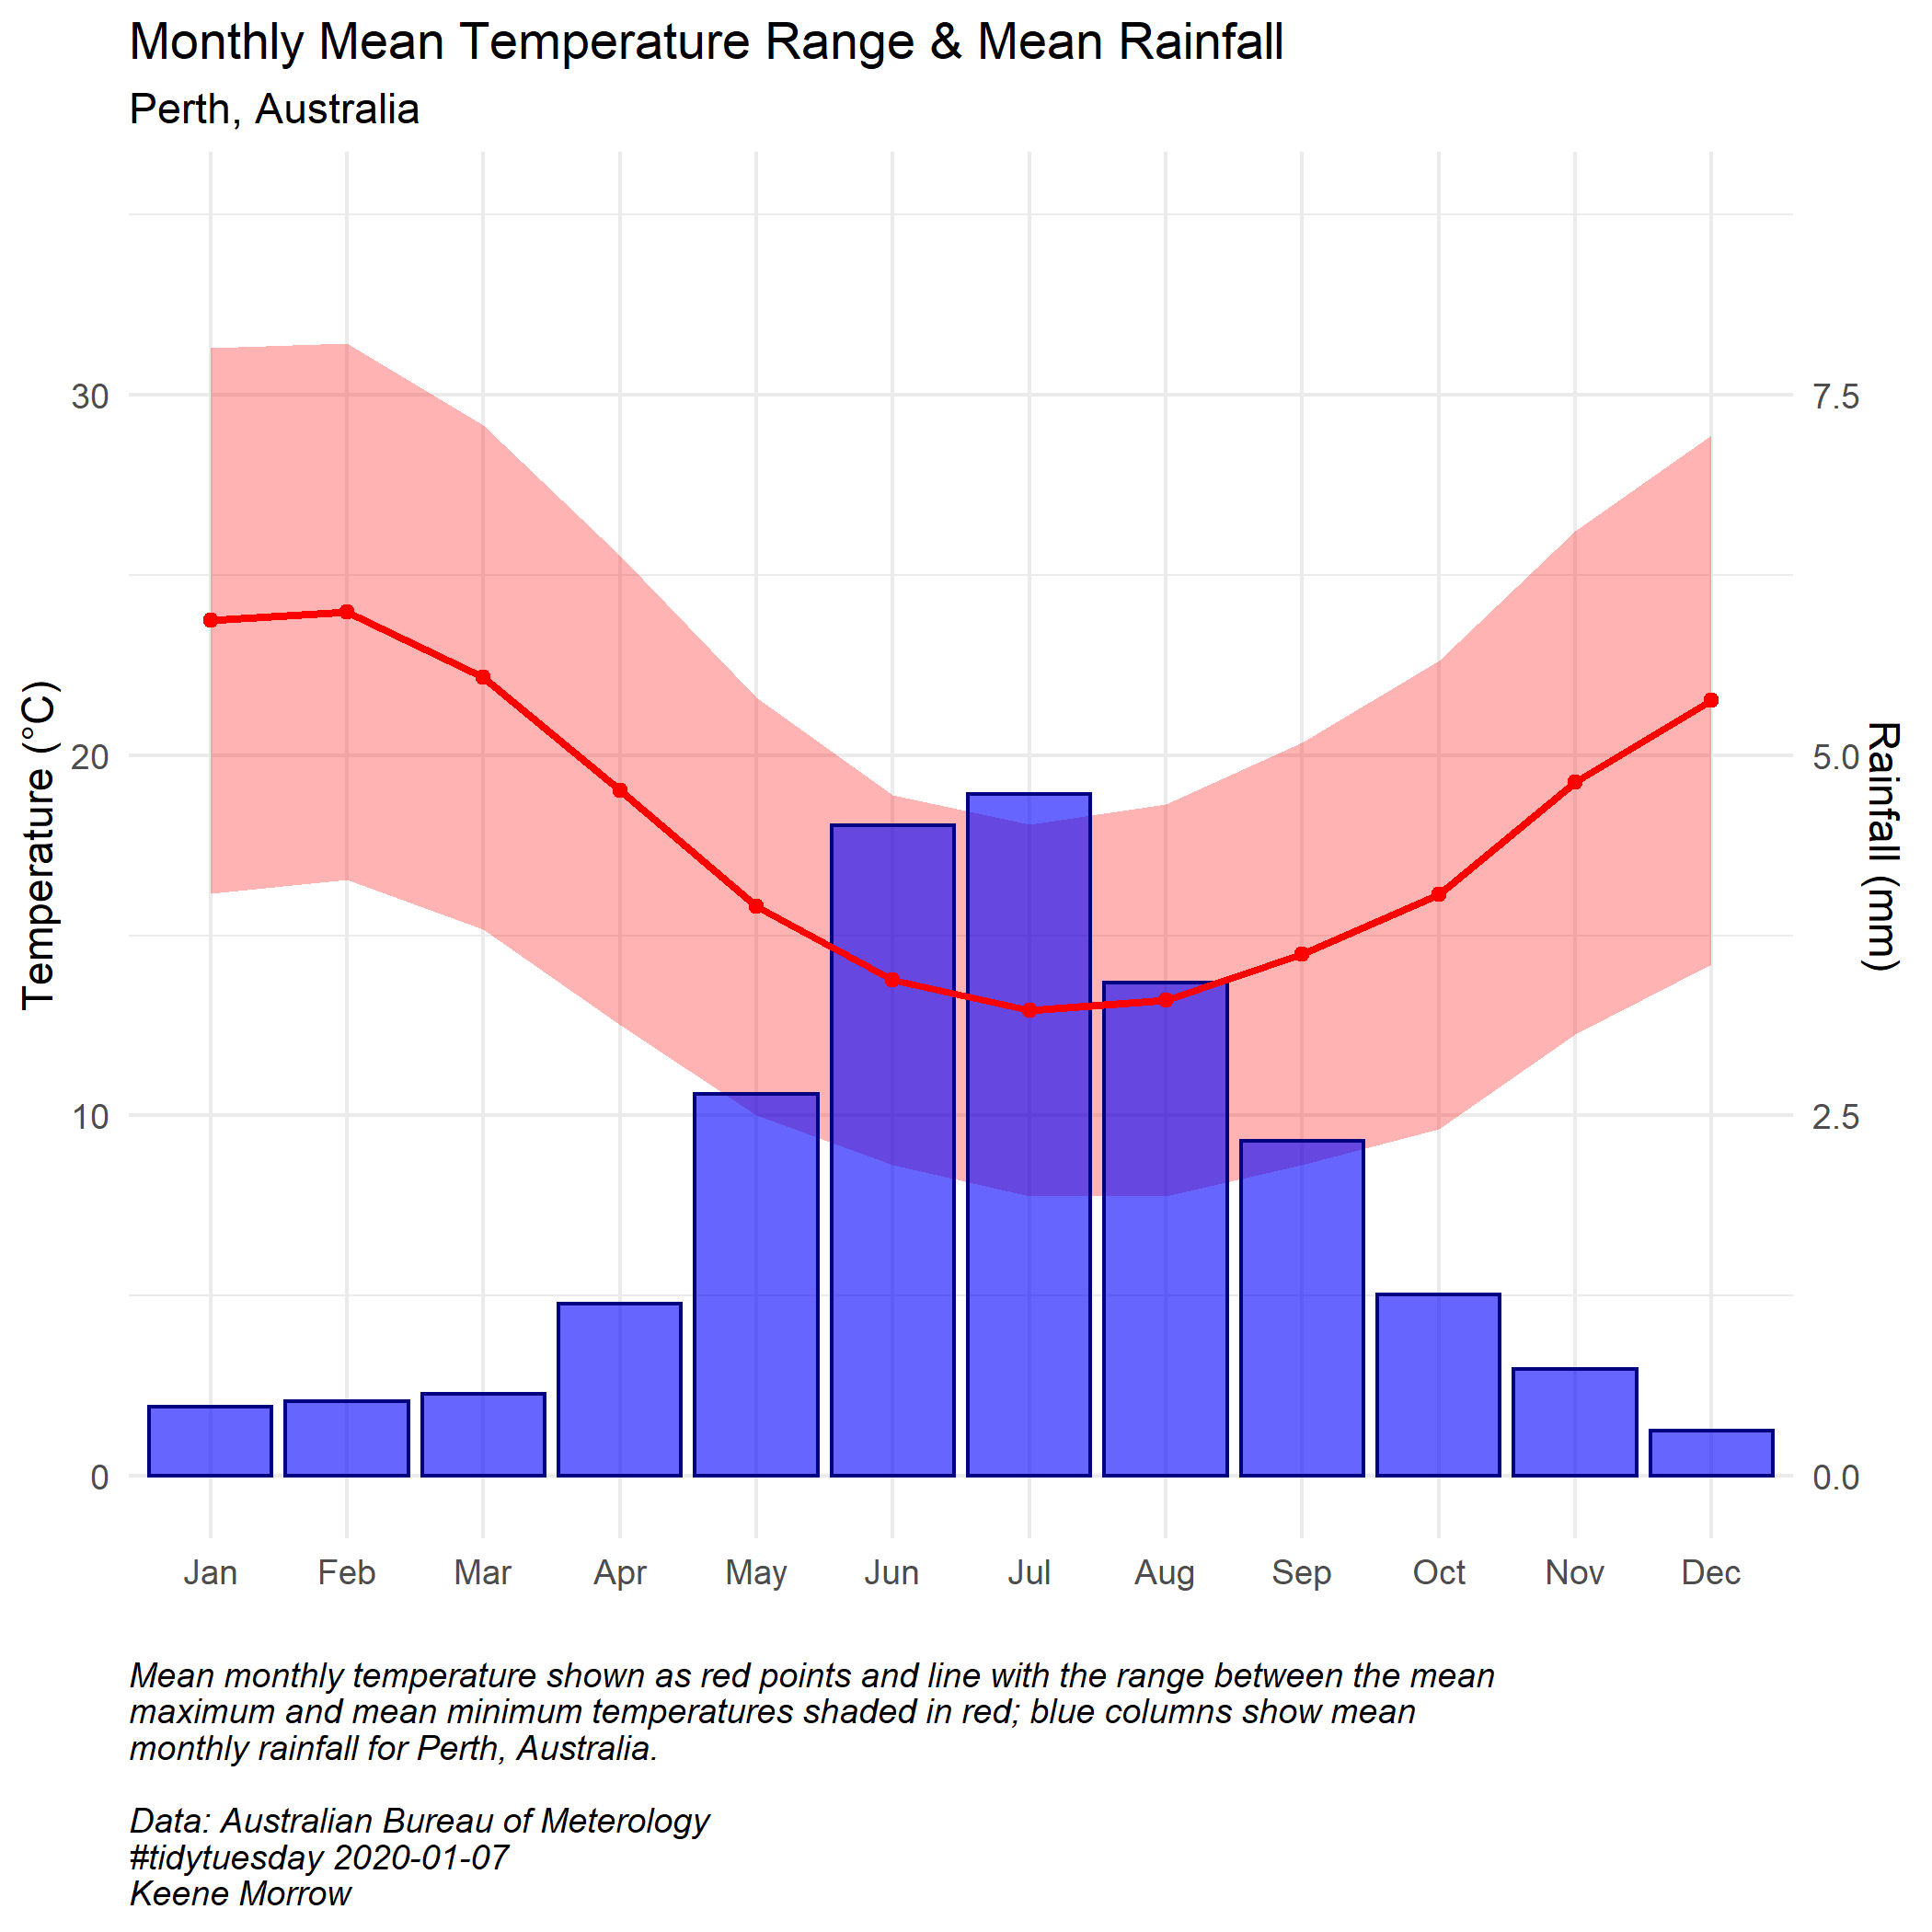 Monthly Mean Temperature Range & Mean Rainfall
Perth, Australia
Temperature (°C)
30
20
10
0
7.5
5.0
2.5
0.0
Rainfall (mm)
Jan Feb Mar Apr May Jun Jul Aug Sep Oct Nov Dec
Mean monthly temperature shown as red points and line with the range between the mean
maximum and mean minimum temperatures shaded in red; blue columns show mean
monthly rainfall for Perth, Australia.
Data: Australian Bureau of Meterology
#tidytuesday 2020-01-07
Keene Morrow